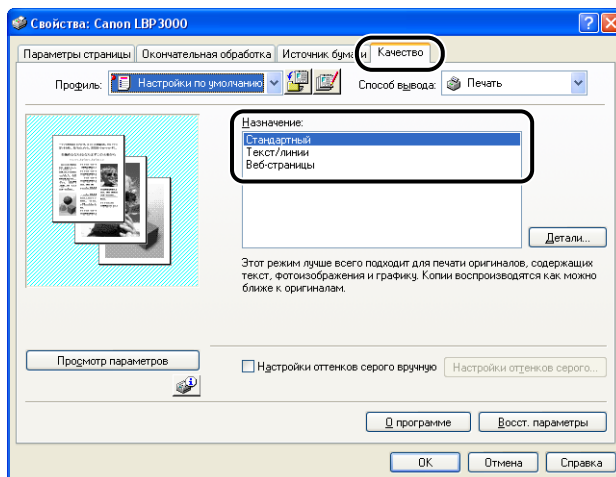 Свойства: Canon LBP3000
Параметры страницы Окончательная обработка Источник бумаги Качество
Профиль: Настройки по умолчанию Способ вывода: Печать
Назначение:
Стандартный
Текст/линии
Веб-страницы
Детали...
Этот режим лучше всего подходит для печати оригиналов, содержащих
текст, фотоизображения и графику. Копии воспроизводятся как можно
ближе к оригиналам.
Просмотр параметров
Настройки оттенков серого вручную Настройки оттенков серого...
О программе Восст. параметры
OK Отмена Справка